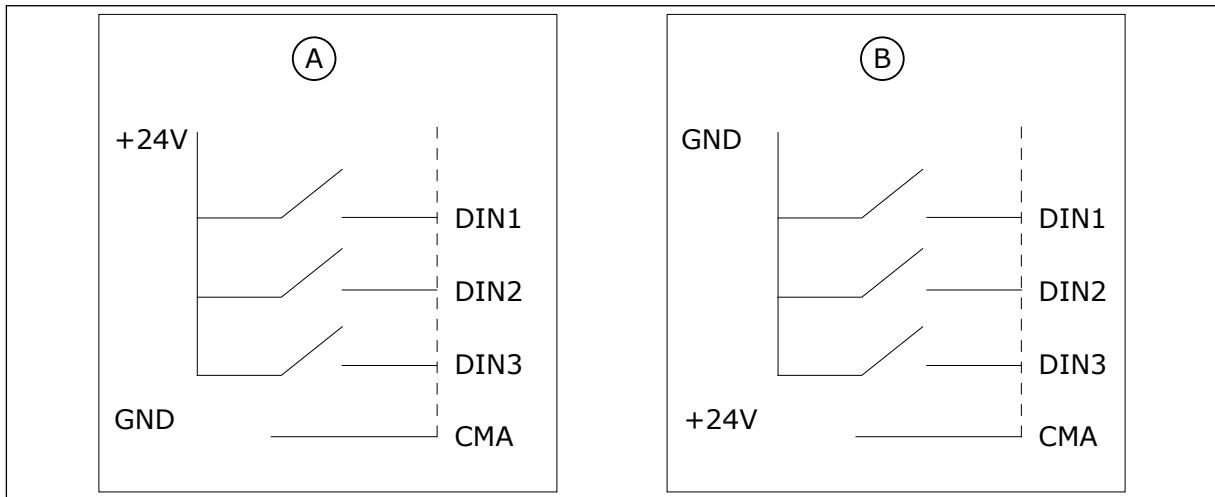 A
+24V
DIN1
DIN2
DIN3
GND
CMA
B
GND
DIN1
DIN2
DIN3
+24V
CMA